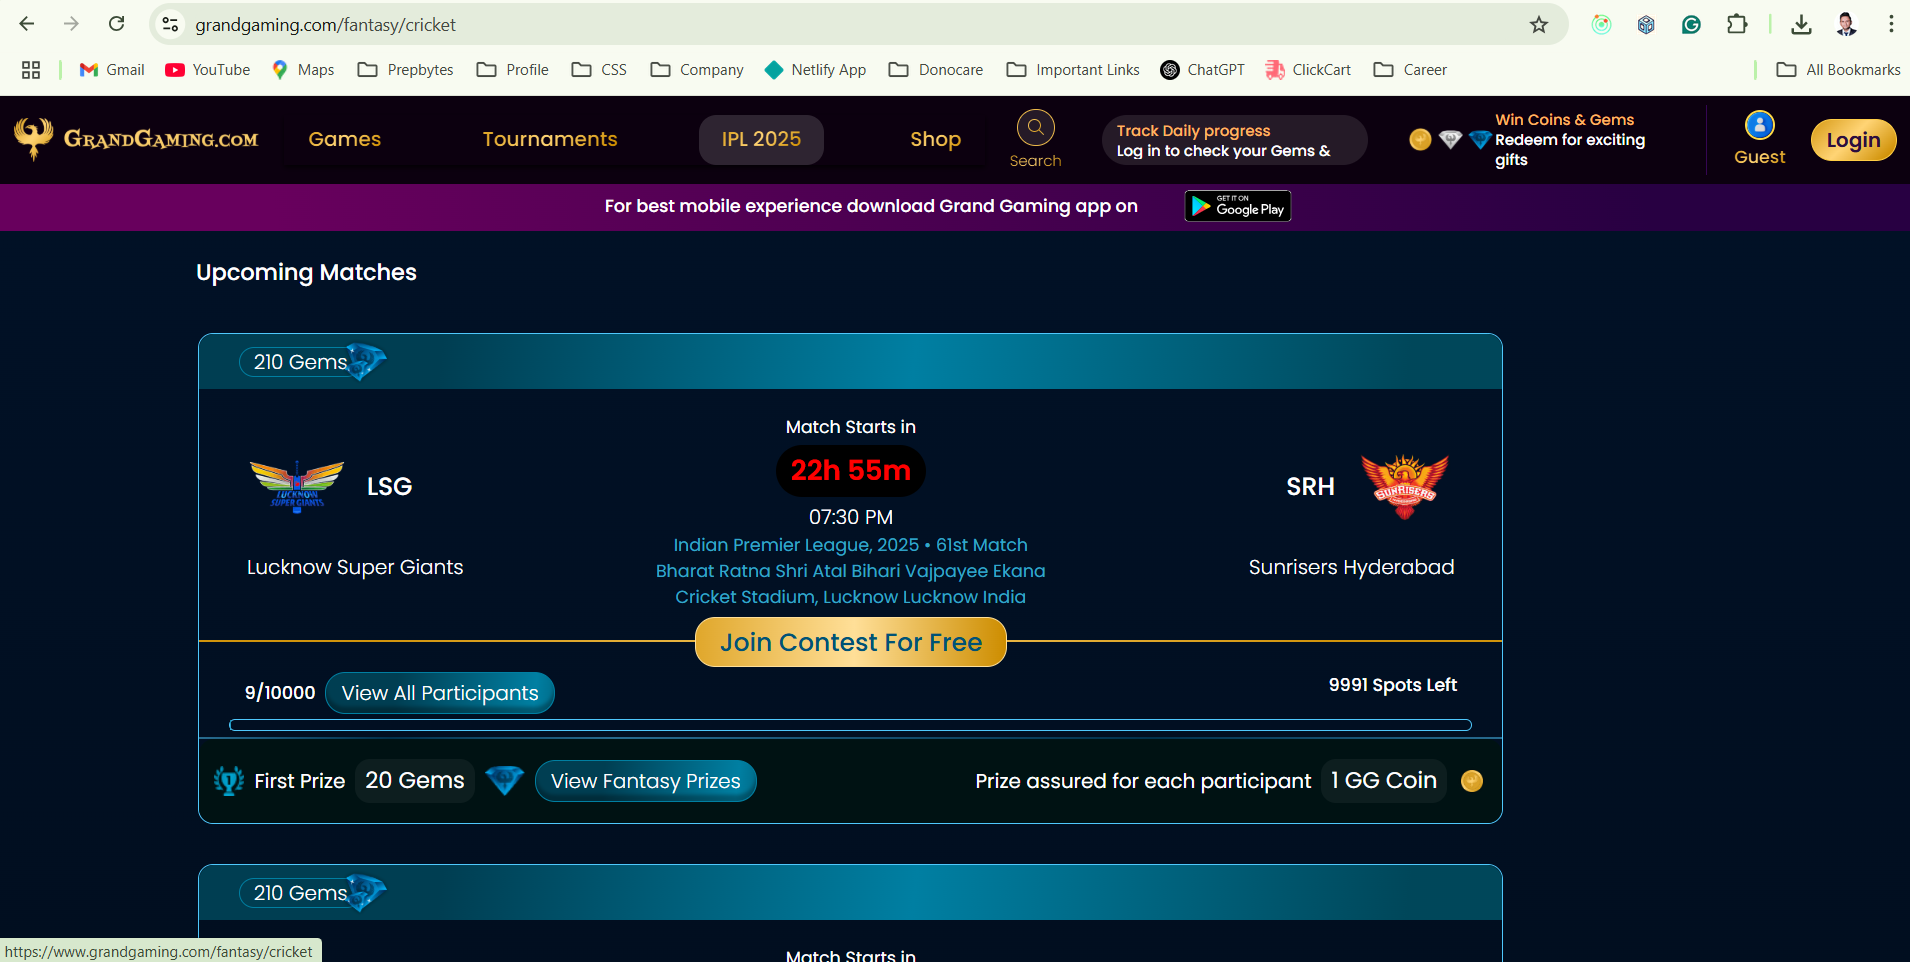 grandgaming.com/fantasy/cricket
Gmail YouTube Maps Prepbytes Profile CSS Company Netlify App Donocare Important Links ChatGPT ClickCart Career All Bookmarks
GRANDGAMING.COM
Games
Tournaments
IPL 2025
Shop
Search
Track Daily progress
Log in to check your Gems &
Win Coins & Gems
Redeem for exciting
gifts
Guest
Login
For best mobile experience download Grand Gaming app on
GET IT ON
Google Play
Upcoming Matches
210 Gems
Match Starts in
22h 55m
07:30 PM
Indian Premier League, 2025 • 61st Match
Bharat Ratna Shri Atal Bihari Vajpayee Ekana
Cricket Stadium, Lucknow Lucknow India
LUCKNOW
SUPER GIANTS
LSG
Lucknow Super Giants
SRH
SUNRISERS
Sunrisers Hyderabad
Join Contest For Free
9/10000
View All Participants
9991 Spots Left
First Prize
20 Gems
View Fantasy Prizes
Prize assured for each participant
1 GG Coin
210 Gems
Match Starts in
https://www.grandgaming.com/fantasy/cricket